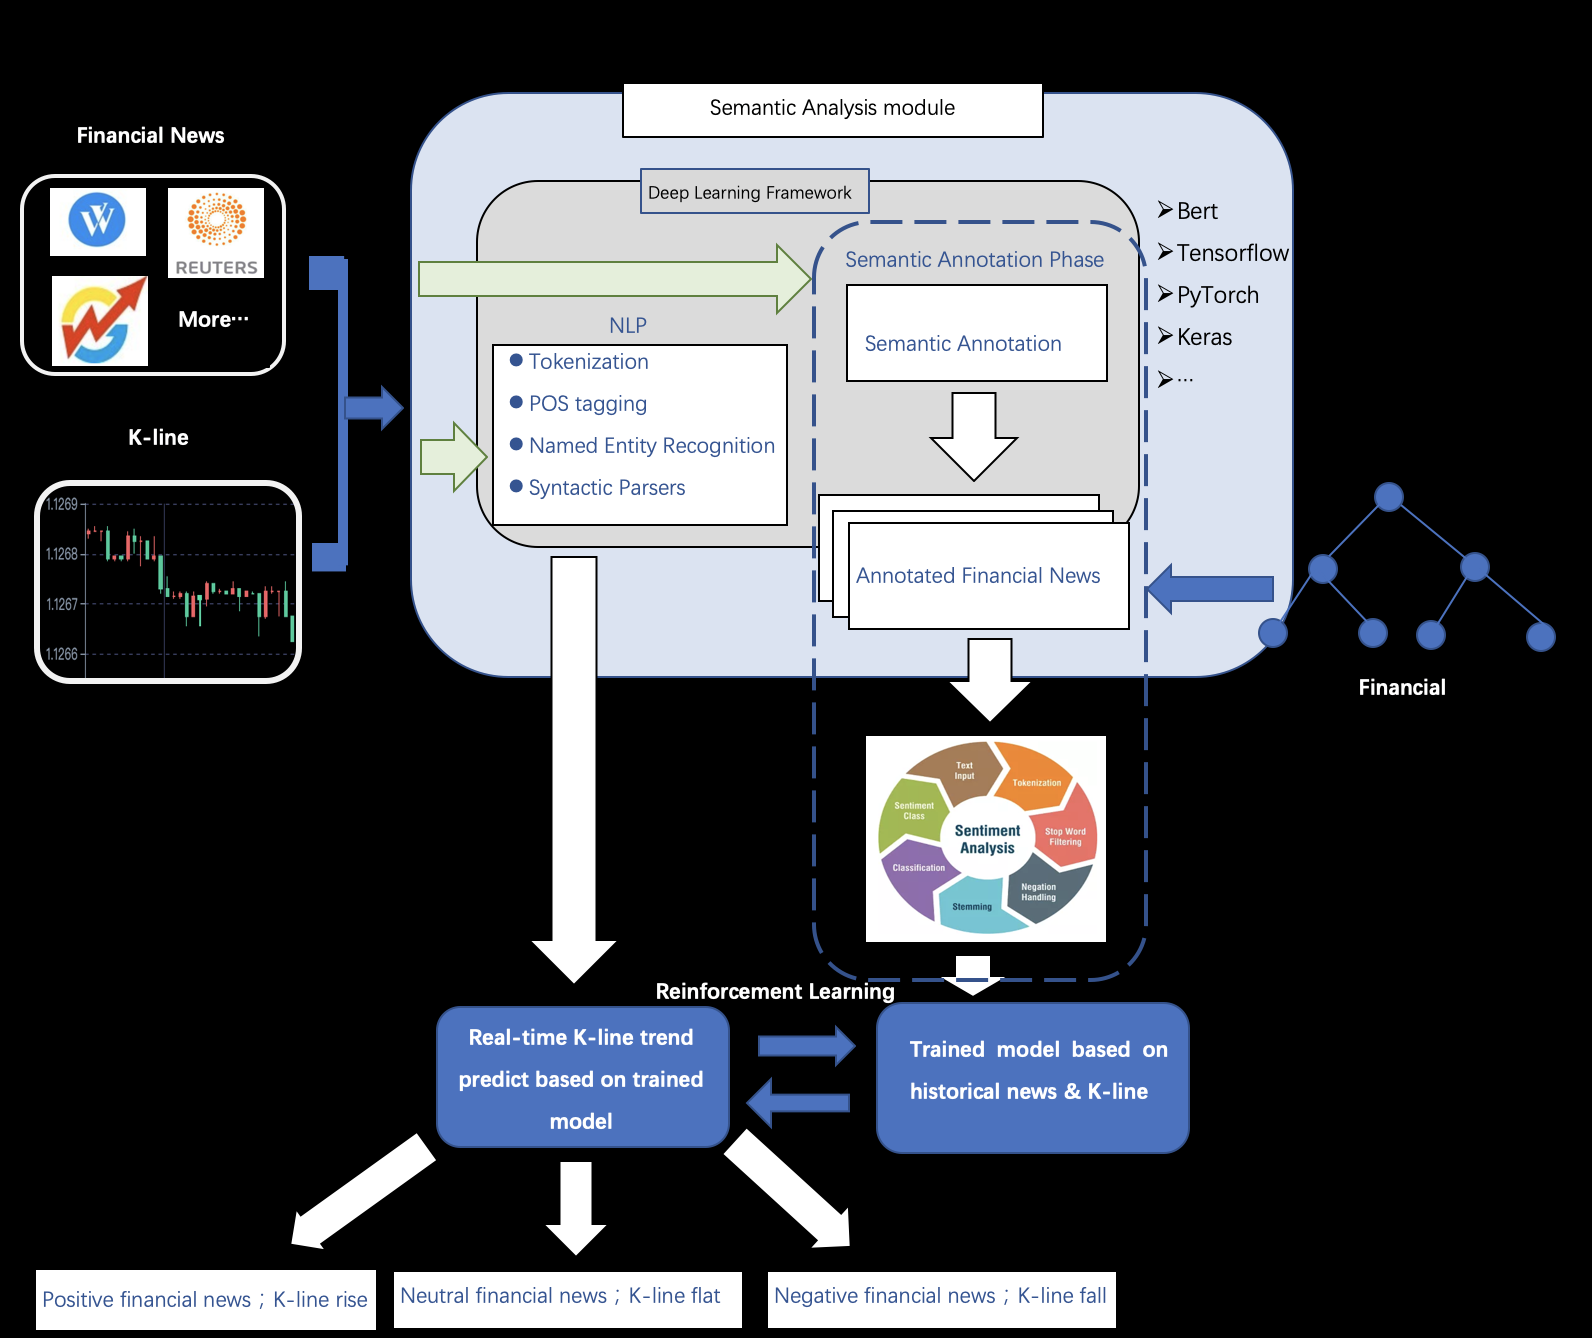 Semantic Analysis module
Financial News
Deep Learning Framework
REUTERS
More···
Bert
Tensorflow
PyTorch
Keras
···
Semantic Annotation Phase
Semantic Annotation
NLP
Tokenization
POS tagging
Named Entity Recognition
Syntactic Parsers
K-line
1.1269
1.1268
1.1267
1.1266
Annotated Financial News
Financial
Text
Input
Tokenization
Stop Word
Filtering
Negation
Handling
Stemming
Classification
Sentiment
Class
Sentiment
Analysis
Reinforcement Learning
Real-time K-line trend
predict based on trained
model
Trained model based on
historical news & K-line
Positive financial news；K-line rise
Neutral financial news；K-line flat
Negative financial news；K-line fall